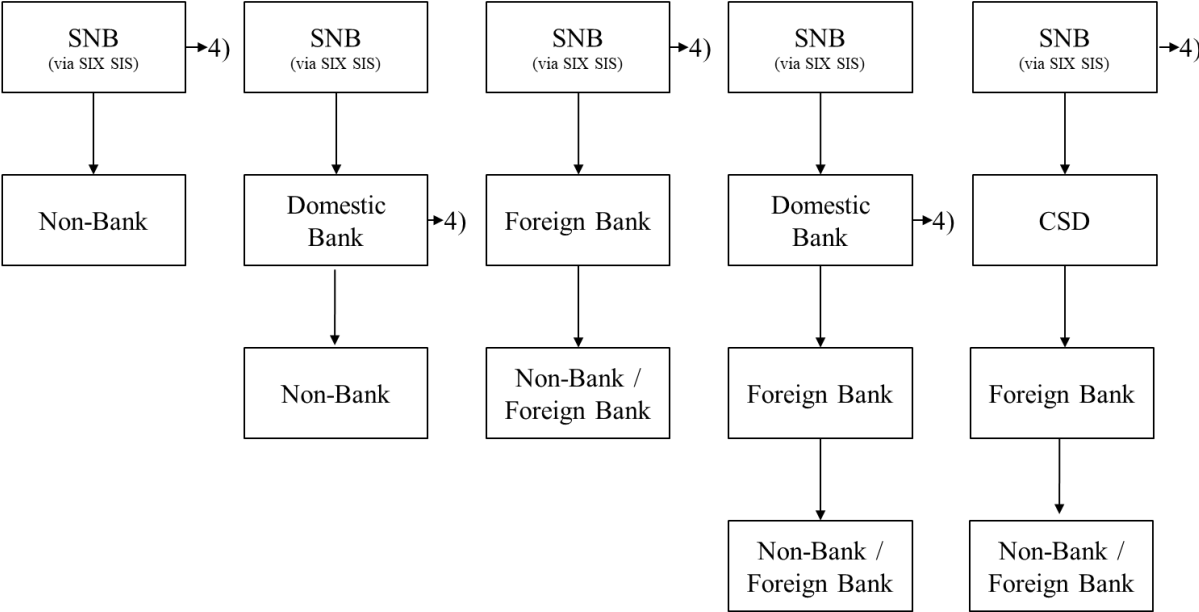 SNB
(via SIX SIS)
4)
SNB
(via SIX SIS)
SNB
(via SIX SIS)
4)
SNB
(via SIX SIS)
SNB
(via SIX SIS)
4)
Non-Bank
Domestic
Bank
4)
Foreign Bank
Domestic
Bank
4)
CSD
Non-Bank
Non-Bank /
Foreign Bank
Foreign Bank
Foreign Bank
Non-Bank /
Foreign Bank
Non-Bank /
Foreign Bank